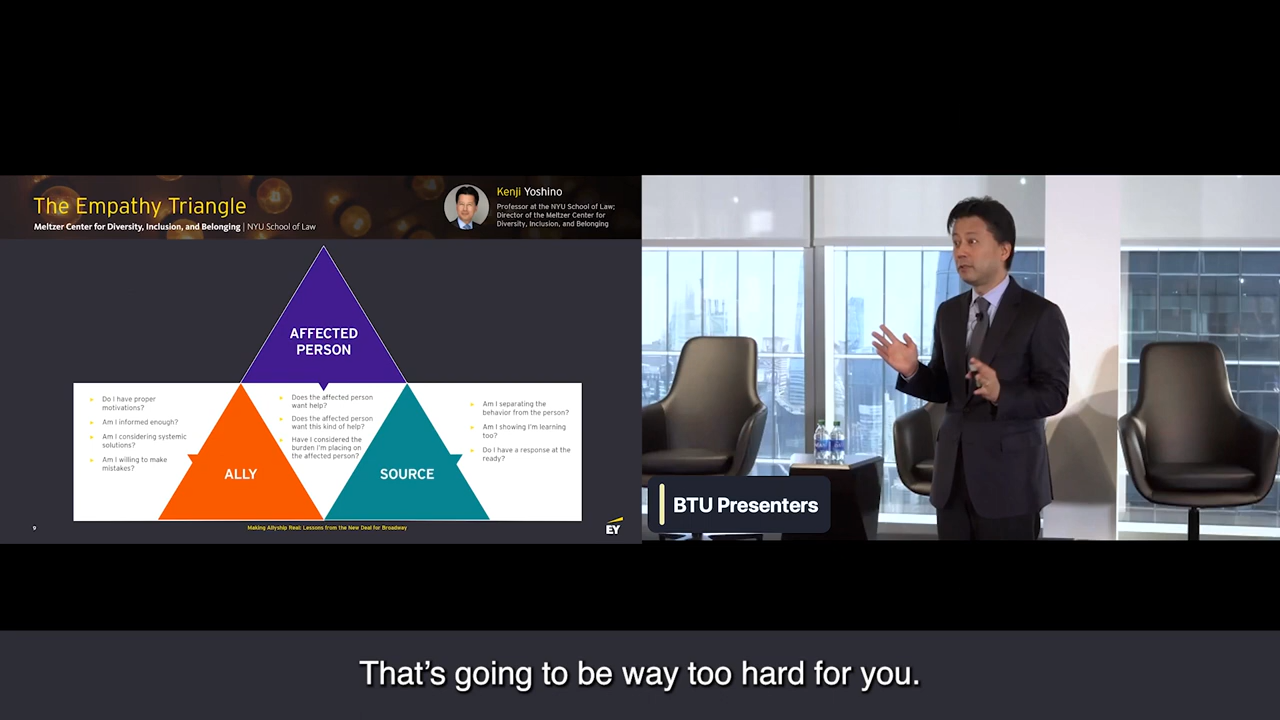 The Empathy Triangle
Meltzer Center for Diversity, Inclusion, and Belonging | NYU School of Law
Kenji Yoshino
Professor at the NYU School of Law;
Director of the Meltzer Center for
Diversity, Inclusion, and Belonging
AFFECTED
PERSON
Do I have proper
motivations?
Am I informed enough?
Am I considering systemic
solutions?
Am I willing to make
mistakes?
ALLY
Does the affected person
want help?
Does the affected person
want this kind of help?
Have I considered the
burden I'm placing on
the affected person?
SOURCE
Am I separating the
behavior from the person?
Am I showing I'm learning
too?
Do I have a response at the
ready?
9
Making Allyship Real: Lessons from the New Deal for Broadway
EY
BTU Presenters
That's going to be way too hard for you.